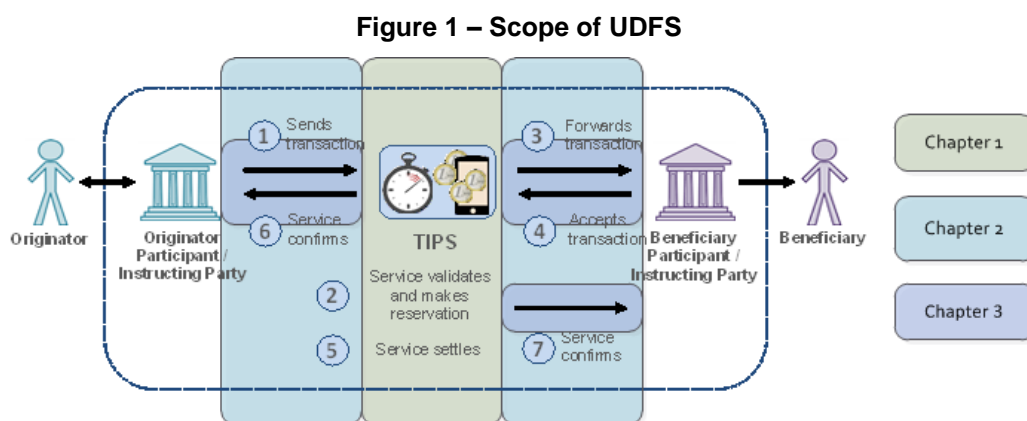 Figure 1 – Scope of UDFS
1 Sends
transaction
3 Forwards
transaction
Chapter 1
6 Service
confirms
TIPS
4 Accepts
transaction
Chapter 2
Originator
Originator
Participant /
Instructing Party
Beneficiary
Participant /
Instructing Party
Beneficiary
2 Service validates
and makes
reservation
Chapter 3
5 Service settles
7 Service
confirms